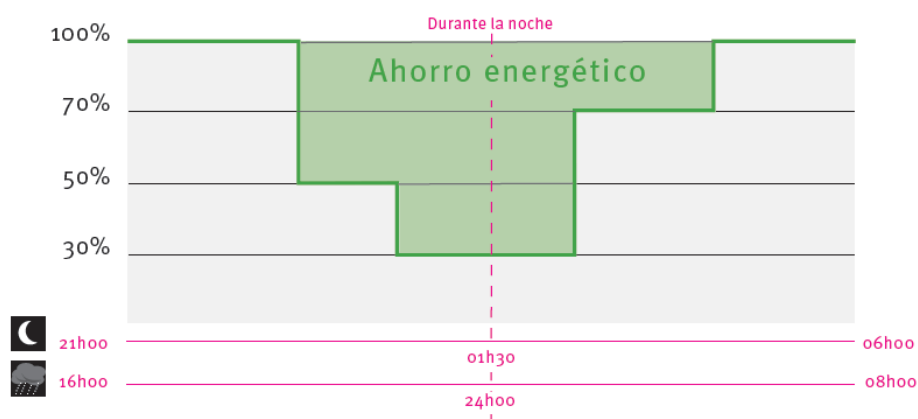 Durante la noche
100%
Ahorro energético
70%
50%
30%
21h00
06h00
01h30
16h00
08h00
24h00